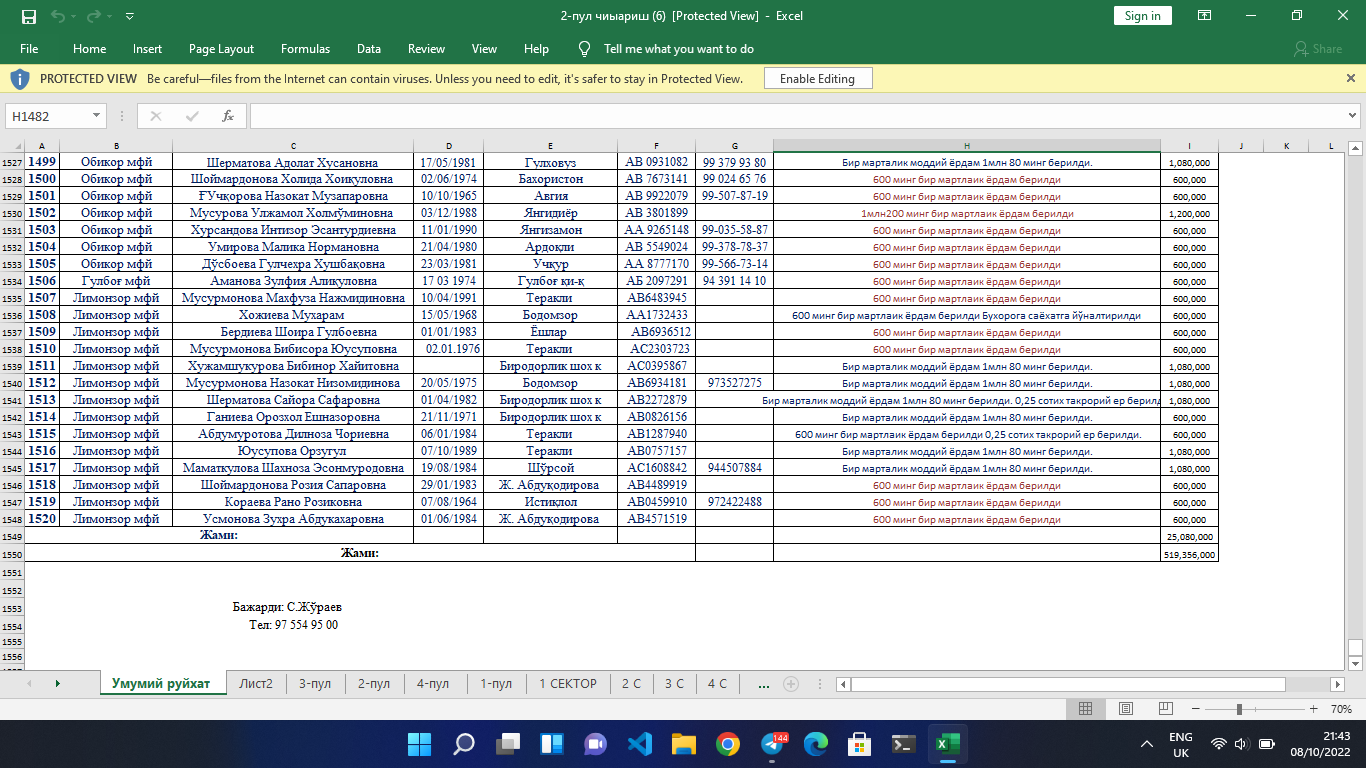 2-пул чиыариш (6)  [Protected View]  -  Excel
Sign in
File Home Insert Page Layout Formulas Data Review View Help Tell me what you want to do Share
PROTECTED VIEW Be careful—files from the Internet can contain viruses. Unless you need to edit, it's safer to stay in Protected View. Enable Editing
H1482 fx
A B C D E F G H I J K L
1527 1499 Обикор мфй Шерматова Адолат Хусановна 17/05/1981 Гулховуз АВ 0931082 99 379 93 80 Бир марталик моддий ёрдам 1млн 80 минг берилди. 1,080,000
1528 1500 Обикор мфй Шоймардонова Холида Хоиқуловна 02/06/1974 Бахористон АВ 7673141 99 024 65 76 600 минг бир мартлаик ёрдам берилди 600,000
1529 1501 Обикор мфй ҒУчқорова Назокат Музапаровна 10/10/1965 Авгия АВ 9922079 99-507-87-19 600 минг бир мартлаик ёрдам берилди 600,000
1530 1502 Обикор мфй Мусурова Улжамол Холмўминовна 03/12/1988 Янгидиёр АВ 3801899 1млн200 минг бир мартлаик ёрдам берилди 1,200,000
1531 1503 Обикор мфй Хурсандова Интизор Эсантурдиевна 11/01/1990 Янгизамон АА 9265148 99-035-58-87 600 минг бир мартлаик ёрдам берилди 600,000
1532 1504 Обикор мфй Умирова Малика Нормановна 21/04/1980 Ардоқли АВ 5549024 99-378-78-37 600 минг бир мартлаик ёрдам берилди 600,000
1533 1505 Обикор мфй Дўсбоева Гулчехра Хушбақовна 23/03/1981 Учқур АА 8777170 99-566-73-14 600 минг бир мартлаик ёрдам берилди 600,000
1534 1506 Гулбоғ мфй Аманова Зулфия Алиқуловна 17 03 1974 Гулбоғ қи-қ АБ 2097291 94 391 14 10 600 минг бир мартлаик ёрдам берилди 600,000
1535 1507 Лимонзор мфй Мусурмонова Махфуза Нажмидиновна 10/04/1991 Теракли АВ6483945 600 минг бир мартлаик ёрдам берилди 600,000
1536 1508 Лимонзор мфй Хожиева Мухарам 15/05/1968 Бодомзор АА1732433 600 минг бир мартлаик ёрдам берилди Бухорога саёхатга йўналтирилди 600,000
1537 1509 Лимонзор мфй Бердиева Шоира Гулбоевна 01/01/1983 Ёшлар АВ6936512 600 минг бир мартлаик ёрдам берилди 600,000
1538 1510 Лимонзор мфй Мусурмонова Бибисора Юусуповна 02.01.1976 Теракли АС2303723 600 минг бир мартлаик ёрдам берилди 600,000
1539 1511 Лимонзор мфй Хужамшукурова Бибинор Хайитовна Биродорлик шох к АС0395867 Бир марталик моддий ёрдам 1млн 80 минг берилди. 1,080,000
1540 1512 Лимонзор мфй Мусурмонова Назокат Низомидинова 20/05/1975 Бодомзор АВ6934181 973527275 Бир марталик моддий ёрдам 1млн 80 минг берилди. 1,080,000
1541 1513 Лимонзор мфй Шерматова Сайора Сафаровна 01/04/1982 Биродорлик шох к АВ2272879 Бир марталик моддий ёрдам 1млн 80 минг берилди. 0,25 сотих такрорий ер берилд 1,080,000
1542 1514 Лимонзор мфй Ганиева Орозхол Ешназоровна 21/11/1971 Биродорлик шох к АВ0826156 Бир марталик моддий ёрдам 1млн 80 минг берилди. 600,000
1543 1515 Лимонзор мфй Абдумуротова Дилноза Чориевна 06/01/1984 Теракли АВ1287940 600 минг бир мартлаик ёрдам берилди 0,25 сотих такрорий ер берилди. 600,000
1544 1516 Лимонзор мфй Юусупова Орзугул 07/10/1989 Теракли АВ0757157 Бир марталик моддий ёрдам 1млн 80 минг берилди. 1,080,000
1545 1517 Лимонзор мфй Маматкулова Шахноза Эсонмуродовна 19/08/1984 Шўрсой АС1608842 944507884 Бир марталик моддий ёрдам 1млн 80 минг берилди. 1,080,000
1546 1518 Лимонзор мфй Шоймардонова Розия Сапаровна 29/01/1983 Ж. Абдуқодирова АВ4489919 600 минг бир мартлаик ёрдам берилди 600,000
1547 1519 Лимонзор мфй Кораева Рано Розиковна 07/08/1964 Истиқлол АВ0459910 972422488 600 минг бир мартлаик ёрдам берилди 600,000
1548 1520 Лимонзор мфй Усмонова Зухра Абдукахаровна 01/06/1984 Ж. Абдуқодирова АВ4571519 600 минг бир мартлаик ёрдам берилди 600,000
1549 Жами: 25,080,000
1550 Жами: 519,356,000
1551
1552
1553 Бажарди: С.Жўраев
1554 Тел: 97 554 95 00
1555
1556
Умумий руйхат Лист2 3-пул 2-пул 4-пул 1-пул 1 СЕКТОР 2 С 3 С 4 С ...
70%
144
ENG
UK
21:43
08/10/2022